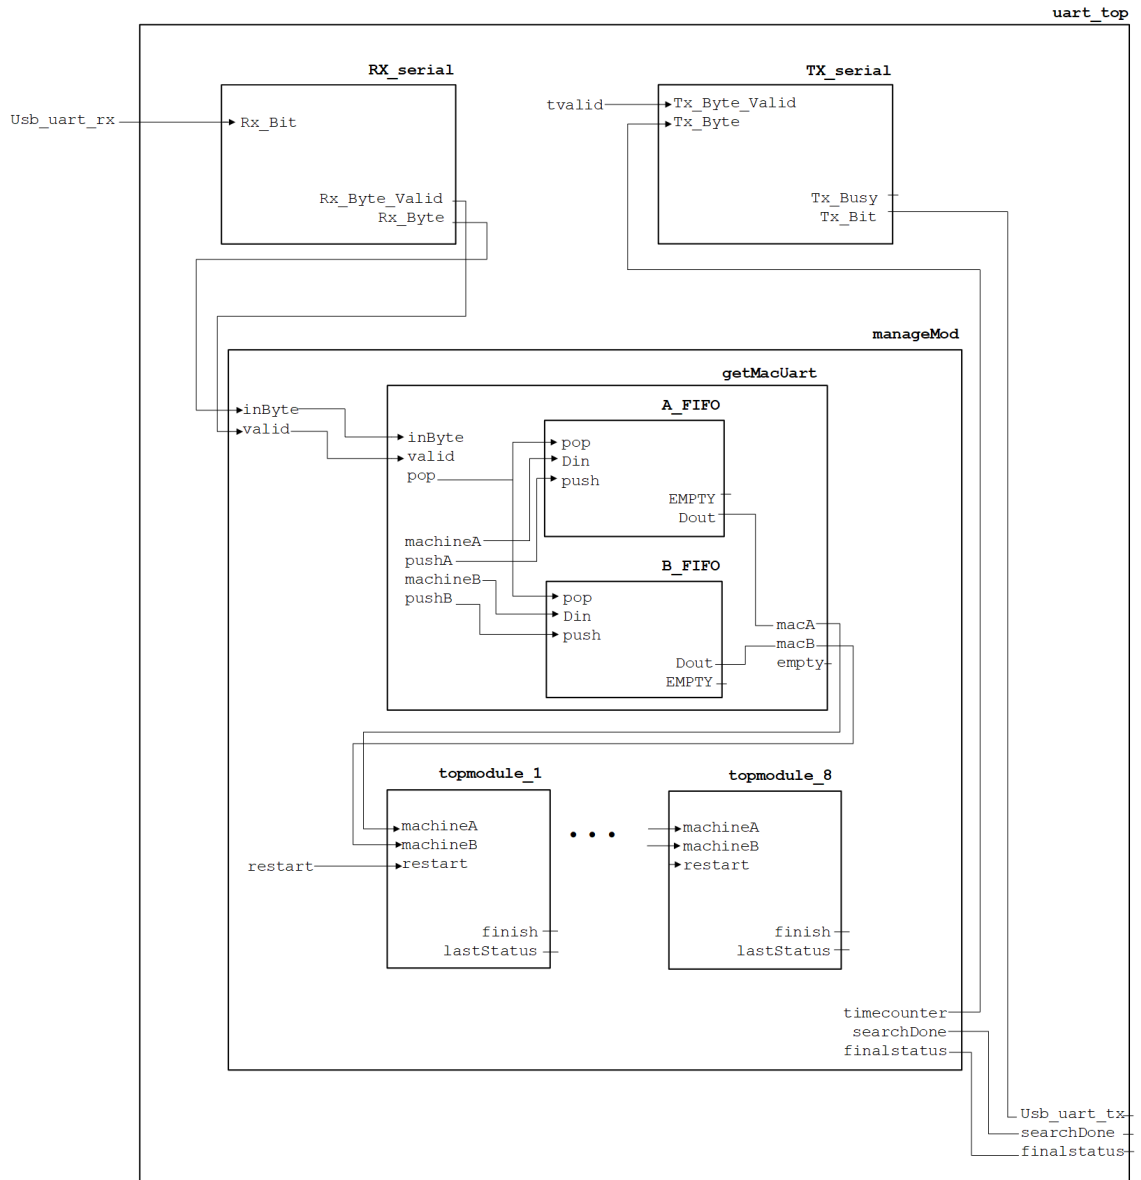 uart_top
RX_serial
TX_serial
Usb_uart_rx
Rx_Bit
Rx_Byte_Valid
Rx_Byte
tvalid
Tx_Byte_Valid
Tx_Byte
Tx_Busy
Tx_Bit
manageMod
getMacUart
inByte
valid
inByte
valid
pop
A_FIFO
pop
Din
push
EMPTY
Dout
machineA
pushA
machineB
pushB
B_FIFO
pop
Din
push
Dout
EMPTY
macA
macB
empty
topmodule_1
machineA
machineB
restart
restart
finish
lastStatus
• • •
topmodule_8
machineA
machineB
restart
finish
lastStatus
timecounter
searchDone
finalstatus
Usb_uart_tx
searchDone
finalstatus